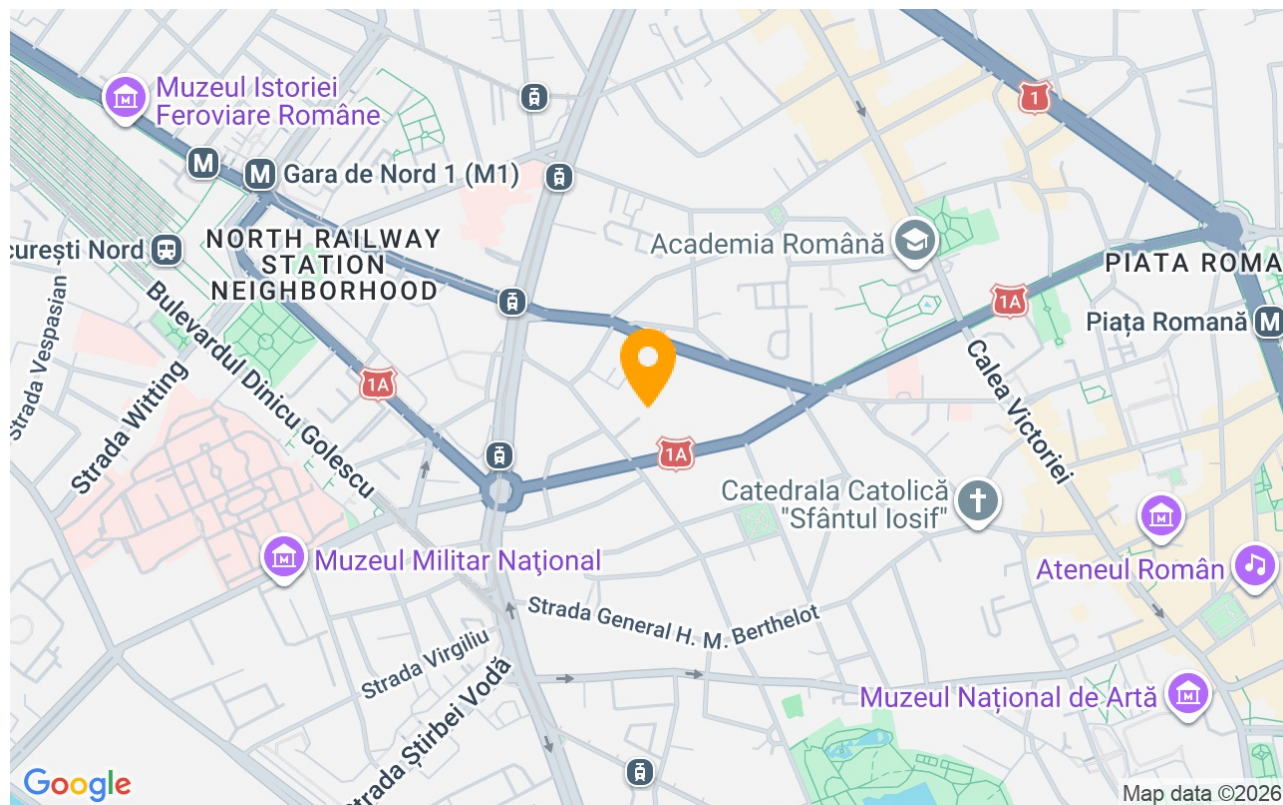 Muzeul Istoriei
Feroviare Române
1
M
M
Gara de Nord 1 (M1)
curești Nord
NORTH RAILWAY
STATION
NEIGHBORHOOD
Academia Română
PIATA ROMA
1A
Piața Romană
M
Strada Vespasian
Bulevardul Dinicu Golescu
Strada Witting
1A
Calea Victoriei
1A
Catedrala Catolică
"Sfântul Iosif"
Muzeul Militar Naţional
Ateneul Român
Strada General H. M. Berthelot
Strada Virgiliu
Strada Știrbei Vodă
Muzeul Național de Artă
Google
Map data ©2026